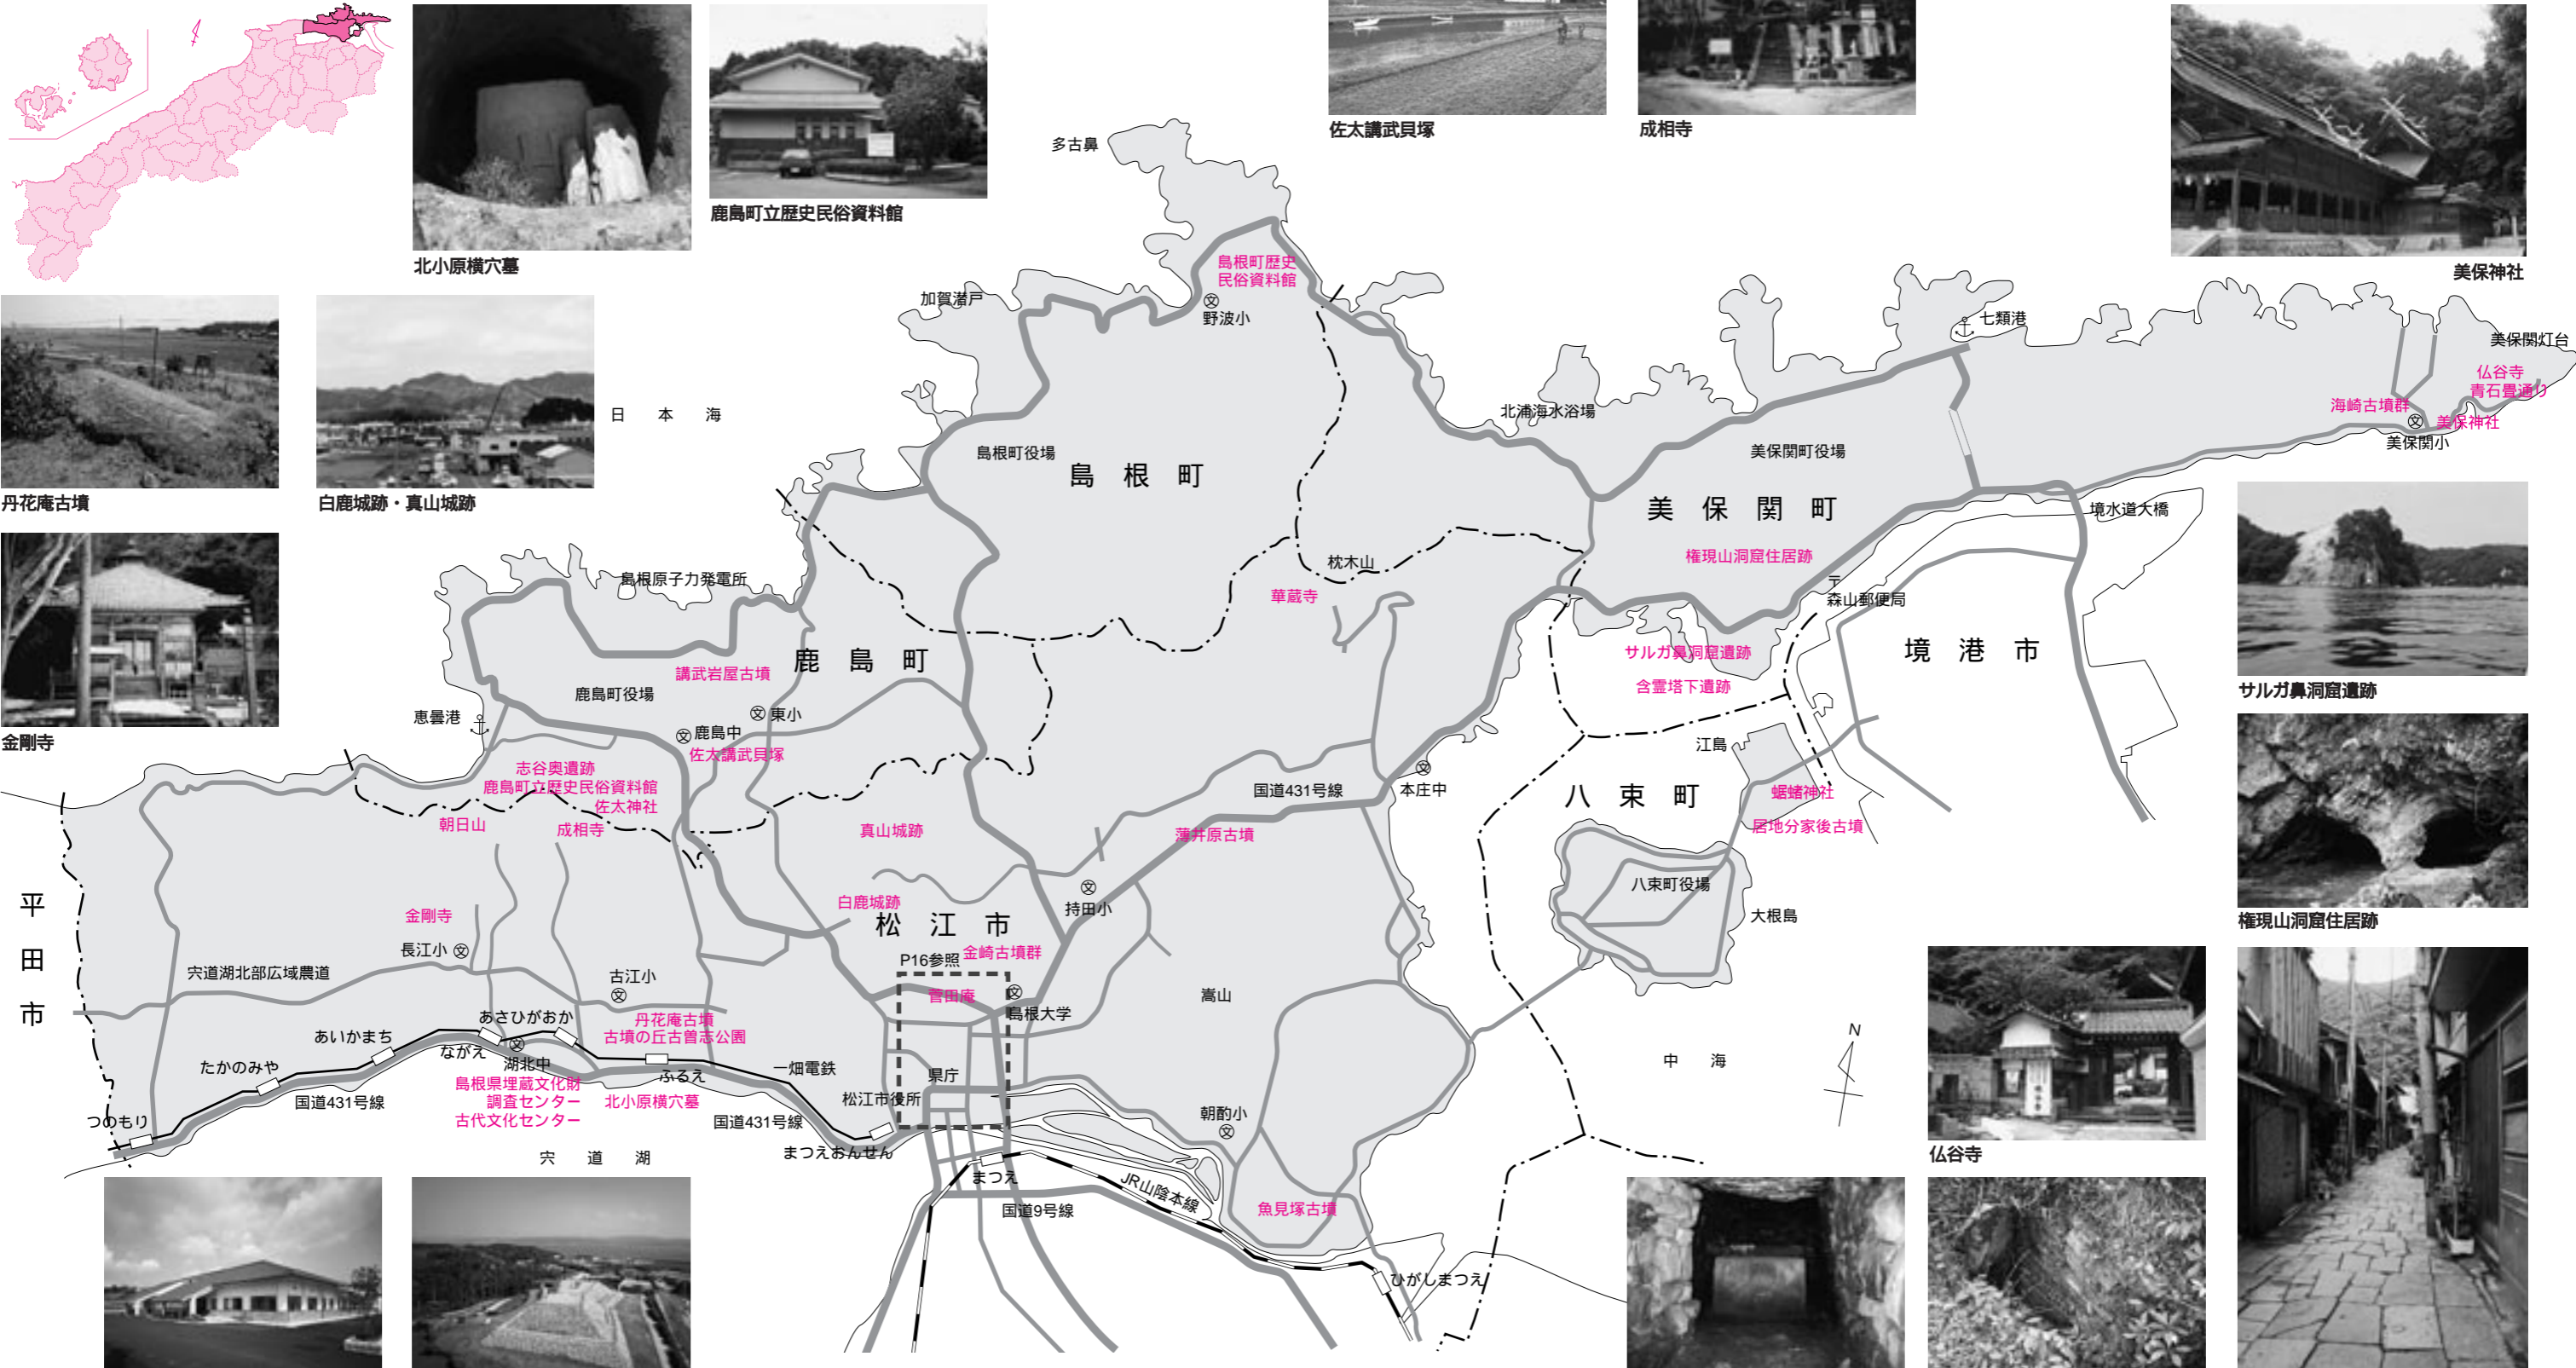 北小原横穴墓
鹿島町立歴史民俗資料館
佐太講武貝塚
成相寺
美保神社
丹花庵古墳
白鹿城跡・真山城跡
金剛寺
サルガ鼻洞窟遺跡
権現山洞窟住居跡
仏谷寺
多古鼻
島根町歴史
民俗資料館
文
野波小
加賀潜戸
日本海
七類港
美保関灯台
仏谷寺
青石畳通り
海崎古墳群
文
美保神社
美保関小
北浦海水浴場
島根町役場
島根町
美保関町役場
美保関町
境水道大橋
権現山洞窟住居跡
枕木山
華蔵寺
〒
森山郵便局
島根原子力発電所
境港市
サルガ鼻洞窟遺跡
含霊塔下遺跡
鹿島町
講武岩屋古墳
鹿島町役場
恵曇港
文 東小
文 鹿島中
佐太講武貝塚
江島
志谷奥遺跡
鹿島町立歴史民俗資料館
佐太神社
朝日山
成相寺
国道431号線
文
本庄中
八束町
蜛蝫神社
居地分家後古墳
真山城跡
薄井原古墳
八束町役場
大根島
平田市
白鹿城跡
文
持田小
金剛寺
松江市
長江小 文
金崎古墳群
P16参照
宍道湖北部広域農道
古江小
文
菅田庵
文
島根大学
嵩山
あさひがおか
丹花庵古墳
古墳の丘古曽志公園
あいかまち
ながえ
文
湖北中
たかのみや
ふるえ
一畑電鉄
県庁
中海
N
島根県埋蔵文化財
調査センター
古代文化センター
北小原横穴墓
国道431号線
松江市役所
つのもり
国道431号線
朝酌小
文
まつえおんせん
宍道湖
まつえ
JR山陰本線
国道9号線
魚見塚古墳
ひがしまつえ